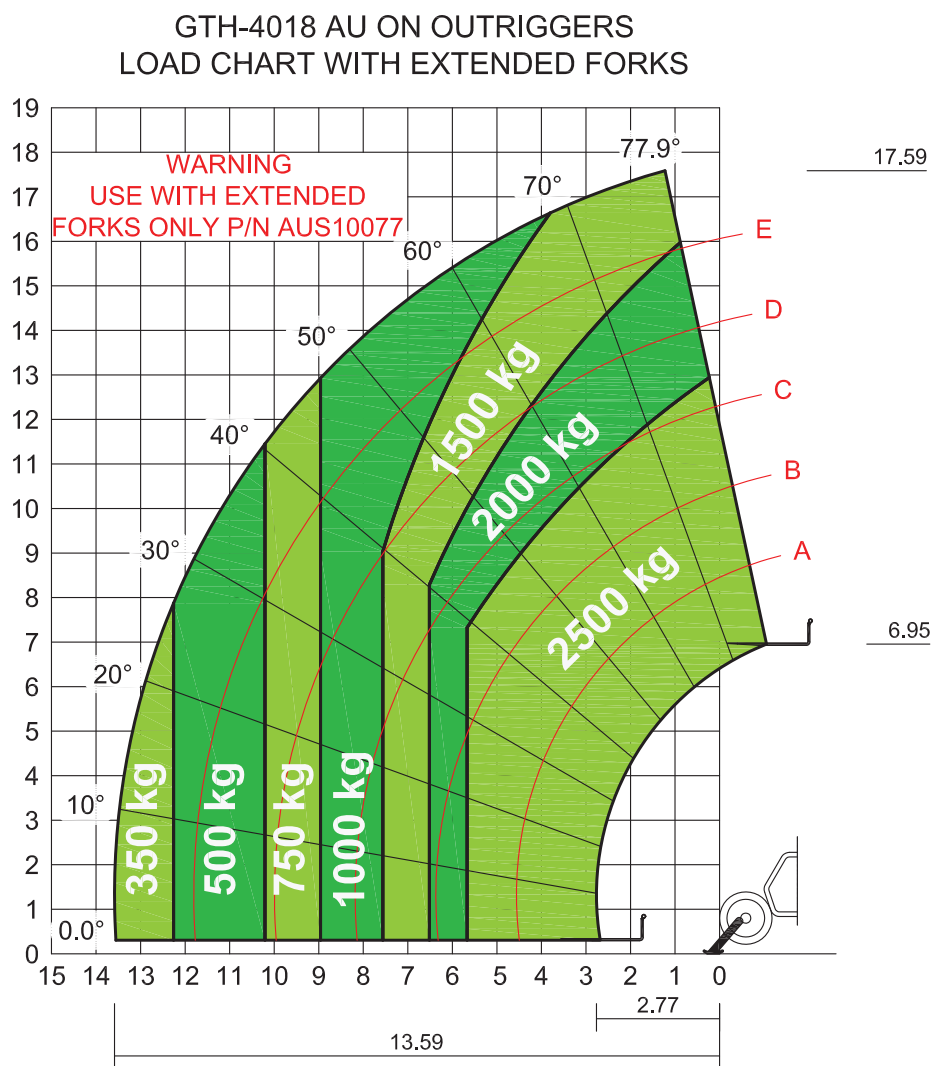 GTH-4018 AU ON OUTRIGGERS
LOAD CHART WITH EXTENDED FORKS
19
18
17
16
15
14
13
12
11
10
9
8
7
6
5
4
3
2
1
0
WARNING
USE WITH EXTENDED
FORKS ONLY P/N AUS10077
77.9°
70°
60°
50°
40°
30°
20°
10°
0.0°
17.59
6.95
E
D
C
B
A
1500 kg
2000 kg
2500 kg
350 kg
500 kg
750 kg
1000 kg
15 14 13 12 11 10 9 8 7 6 5 4 3 2 1 0
2.77
13.59